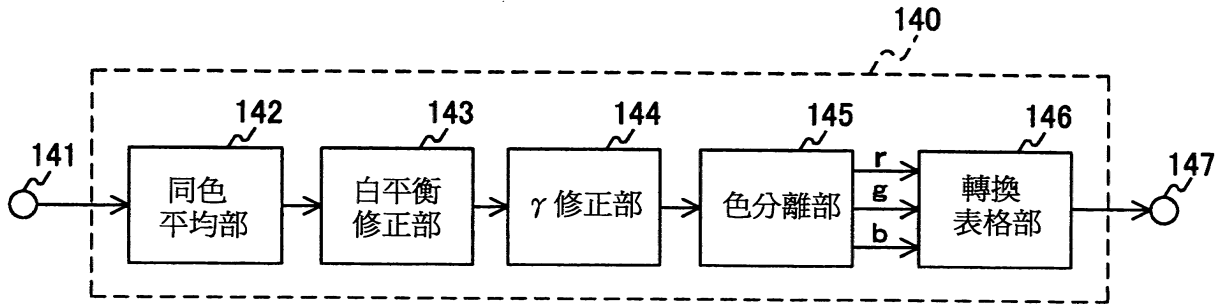 140
141
142
143
144
145
146
147
同色
平均部
白平衡
修正部
γ 修正部
色分離部
r
g
b
轉換
表格部